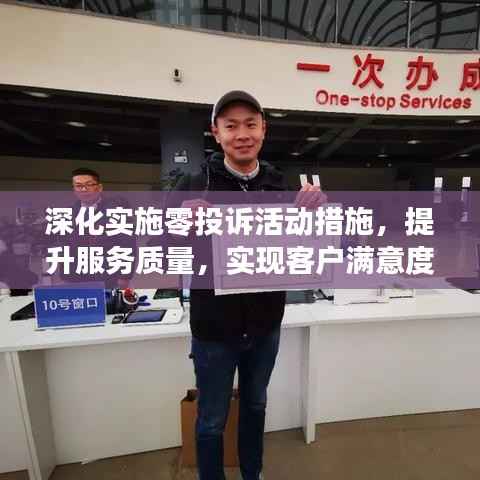 一次办成
One-stop Services
深化实施零投诉活动措施，提
升服务质量，实现客户满意度
10号窗口